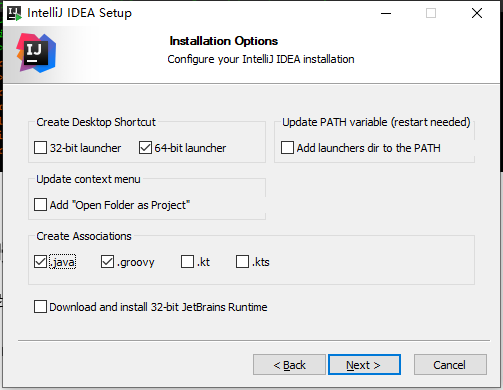 IntelliJ IDEA Setup
IJ
Installation Options
Configure your IntelliJ IDEA installation
Create Desktop Shortcut
32-bit launcher
64-bit launcher
Update PATH variable (restart needed)
Add launchers dir to the PATH
Update context menu
Add "Open Folder as Project"
Create Associations
.java
.groovy
.kt
.kts
Download and install 32-bit JetBrains Runtime
< Back
Next >
Cancel